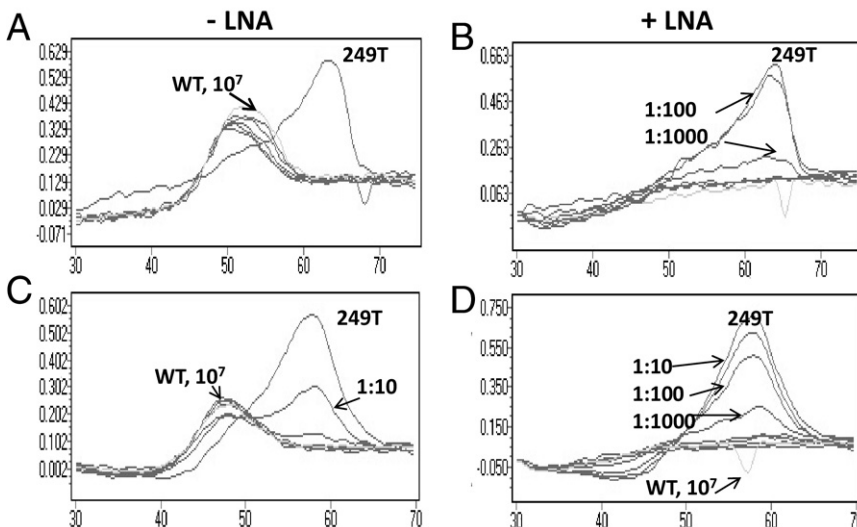 - LNA
+ LNA
A
249T
WT, 10⁷
0.629
0.529
0.429
0.329
0.229
0.129
0.029
-0.071
30 40 50 60 70
B
249T
1:100
1:1000
0.663
0.463
0.263
0.063
30 40 50 60 70
C
249T
WT, 10⁷
1:10
0.602
0.502
0.402
0.302
0.202
0.102
0.002
30 40 50 60 70
D
249T
1:10
1:100
1:1000
WT, 10⁷
0.750
0.550
0.350
0.150
-0.050
30 40 50 60 70